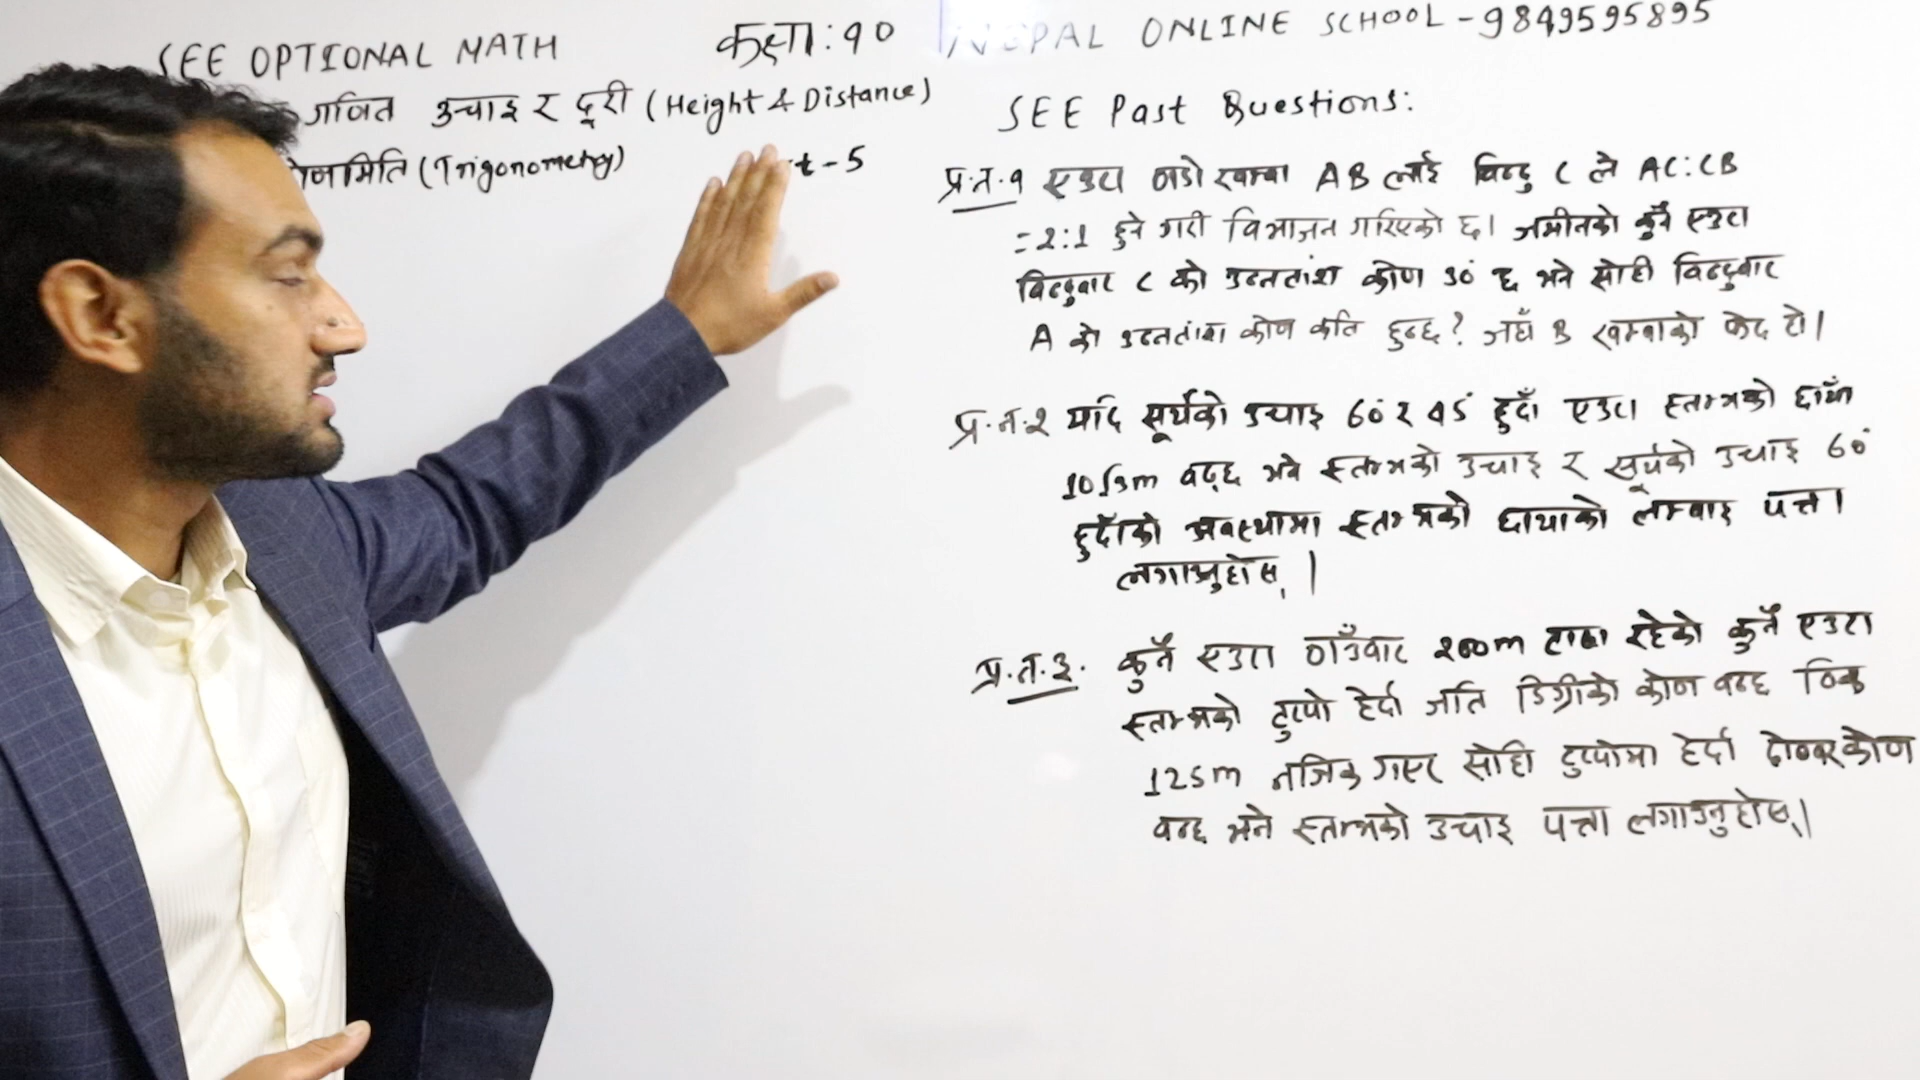 SEE OPTIONAL MATH
कक्षा: १०
गणित उचाइ र दूरी (Height & Distance)
(Trigonometry)
t-5
NEPAL ONLINE SCHOOL - 9849595895
SEE Past Questions:
प्र.न.१ एउटा ठाडो खम्बा AB लाई बिन्दु C ले AC:CB
=2:1 हुने गरी विभाजन गरिएको छ। जमीनको कुनै एउटा
बिन्दुबाट C को उन्नतांश कोण 30° छ भने सोही बिन्दुबाट
A को उन्नतांश कोण कति हुन्छ? जहाँ B खम्बाको फेद हो।
प्र.न.२ यदि सूर्यको उचाइ 60° र 45° हुदाँ एउटा स्तम्भको छाँया
10√3m बढ्छ भने स्तम्भको उचाइ र सूर्यको उचाइ 60°
हुदाँको अवस्थामा स्तम्भको छायाको लम्बाइ पत्ता
लगाउनुहोस् ।
प्र.न.३. कुनै एउटा ठाँउबाट 200m टाढा रहेको कुनै एउटा
स्तम्भको टुप्पो हेर्दा जति डिग्रीको कोण बन्छ ठिक
125m नजिक गएर सोहि टुप्पोमा हेर्दा दोब्बर कोण
बन्छ भने स्तम्भको उचाइ पत्ता लगाउनुहोस्।